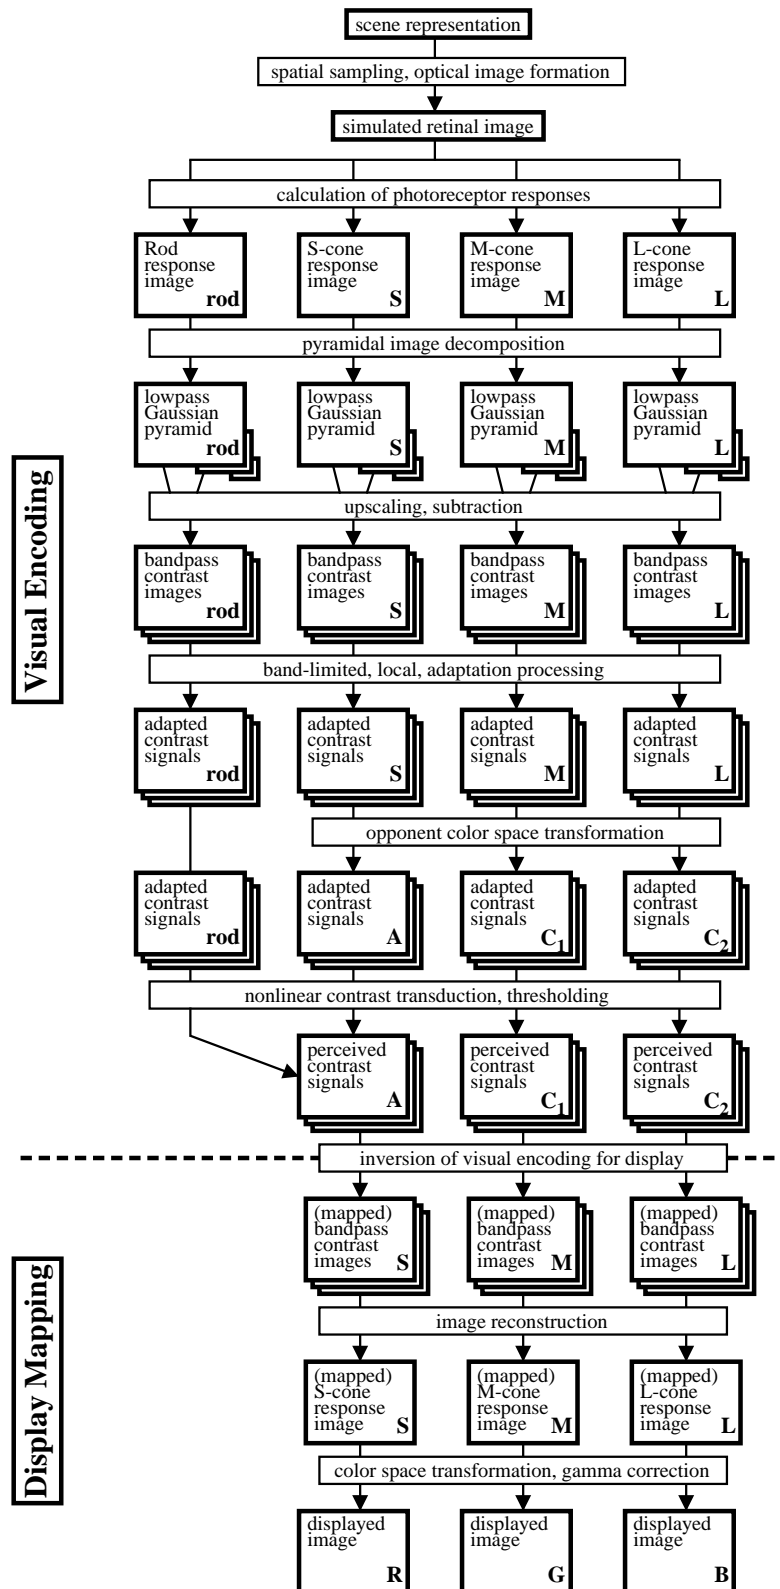 scene representation
spatial sampling, optical image formation
simulated retinal image
calculation of photoreceptor responses
Rod
response
image
rod
S-cone
response
image
S
M-cone
response
image
M
L-cone
response
image
L
pyramidal image decomposition
lowpass
Gaussian
pyramid
rod
lowpass
Gaussian
pyramid
S
lowpass
Gaussian
pyramid
M
lowpass
Gaussian
pyramid
L
Visual Encoding
upscaling, subtraction
bandpass
contrast
images
rod
bandpass
contrast
images
S
bandpass
contrast
images
M
bandpass
contrast
images
L
band-limited, local, adaptation processing
adapted
contrast
signals
rod
adapted
contrast
signals
S
adapted
contrast
signals
M
adapted
contrast
signals
L
opponent color space transformation
adapted
contrast
signals
rod
adapted
contrast
signals
A
adapted
contrast
signals
C1
adapted
contrast
signals
C2
nonlinear contrast transduction, thresholding
perceived
contrast
signals
A
perceived
contrast
signals
C1
perceived
contrast
signals
C2
inversion of visual encoding for display
Display Mapping
(mapped)
bandpass
contrast
images
S
(mapped)
bandpass
contrast
images
M
(mapped)
bandpass
contrast
images
L
image reconstruction
(mapped)
S-cone
response
image
S
(mapped)
M-cone
response
image
M
(mapped)
L-cone
response
image
L
color space transformation, gamma correction
displayed
image
R
displayed
image
G
displayed
image
B